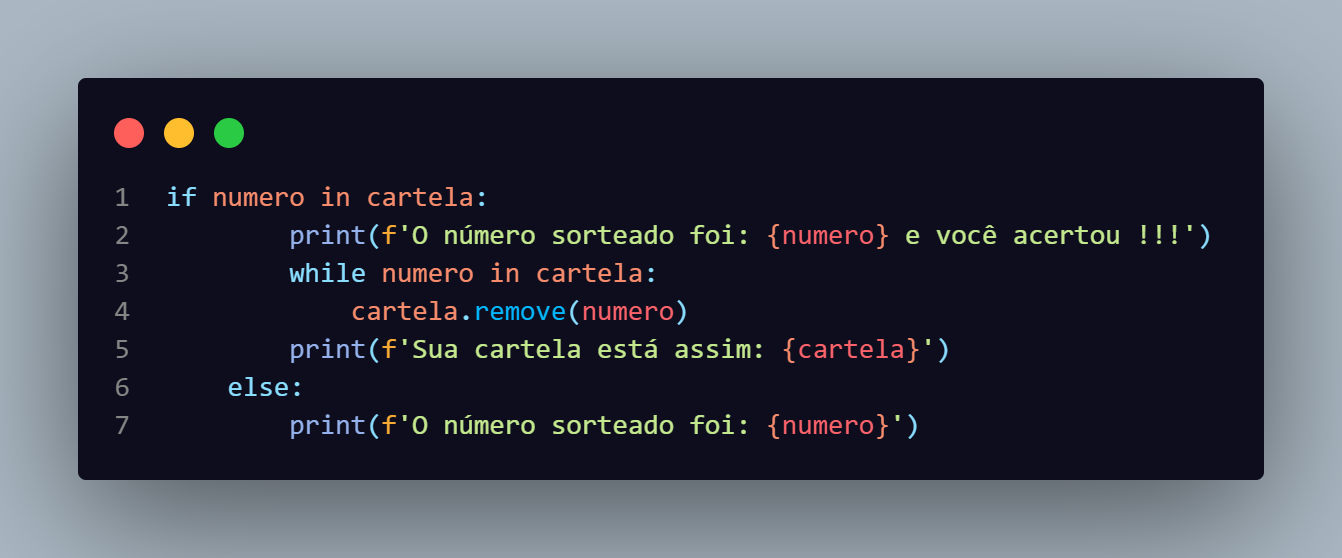 1 if numero in cartela:
2         print(f'O número sorteado foi: {numero} e você acertou !!!')
3         while numero in cartela:
4             cartela.remove(numero)
5         print(f'Sua cartela está assim: {cartela}')
6     else:
7         print(f'O número sorteado foi: {numero}')